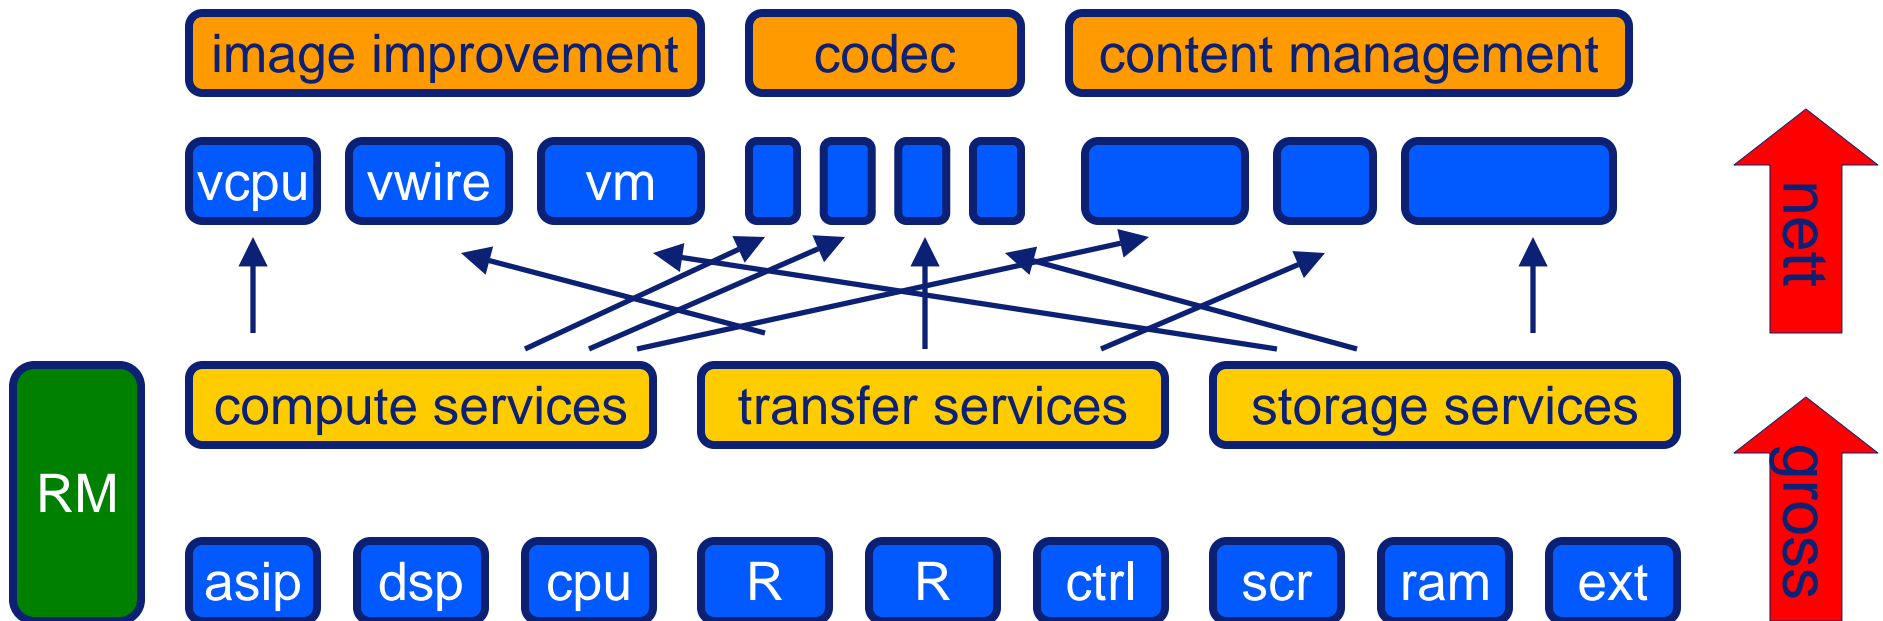 image improvement
codec
content management
vcpu
vwire
vm
nett
compute services
transfer services
storage services
RM
gross
asip
dsp
cpu
R
R
ctrl
scr
ram
ext